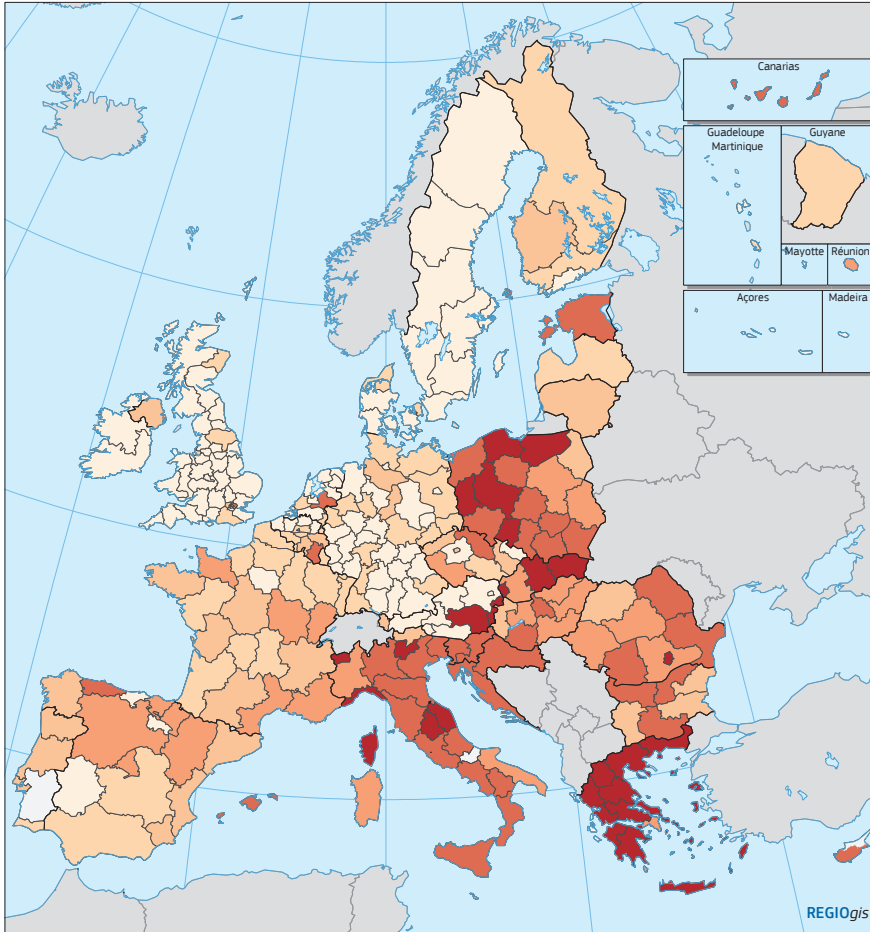 Canarias
Guadeloupe
Martinique
Guyane
Mayotte
Réunion
Açores
Madeira
REGIOgis